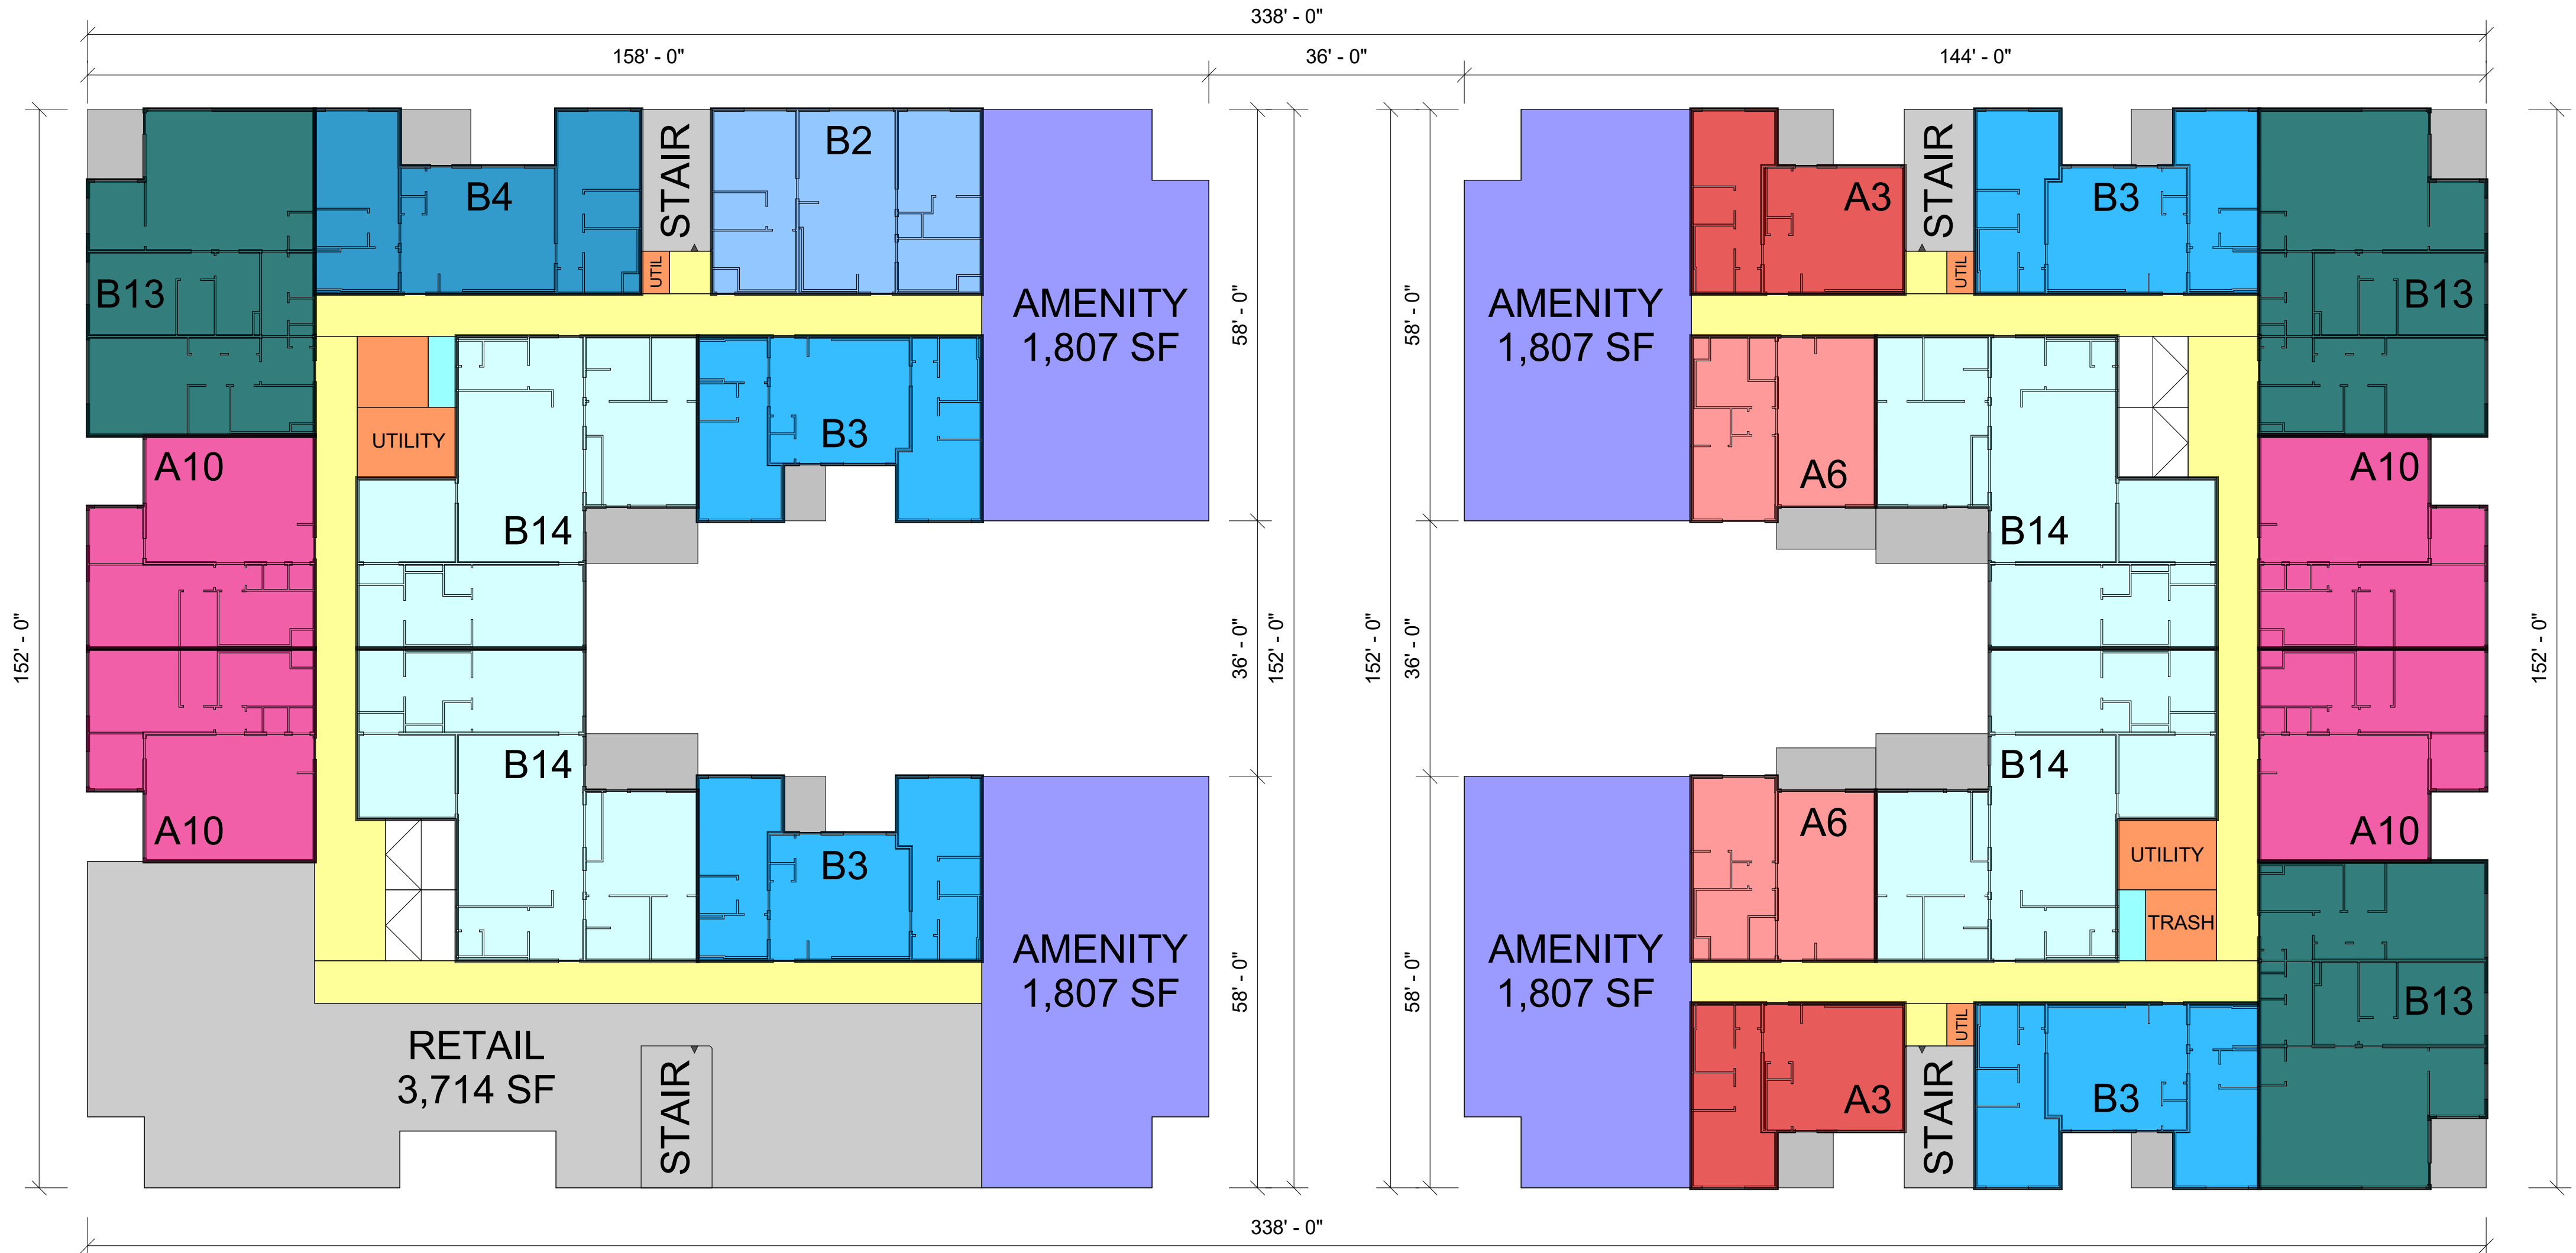 338' - 0"
158' - 0"
36' - 0"
144' - 0"
B4
STAIR
B2
A3
STAIR
B3
UTIL
UTIL
B13
AMENITY
1,807 SF
58' - 0"
58' - 0"
AMENITY
1,807 SF
B13
UTILITY
B3
A10
A6
A10
B14
B14
152' - 0"
36' - 0"
152' - 0"
152' - 0"
36' - 0"
152' - 0"
B14
B14
A10
B3
A6
A10
UTILITY
TRASH
AMENITY
1,807 SF
58' - 0"
58' - 0"
AMENITY
1,807 SF
B13
UTIL
RETAIL
3,714 SF
STAIR
A3
STAIR
B3
338' - 0"